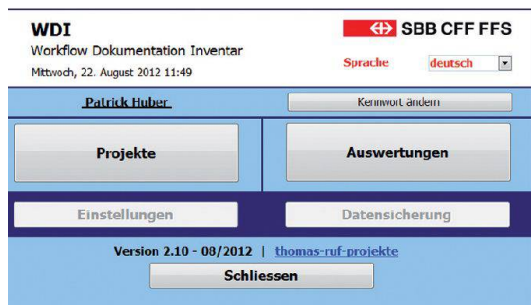 WDI
SBB CFF FFS
Workflow Dokumentation Inventar
Mittwoch, 22. August 2012 11:49
Sprache deutsch
Patrick Huber
Kennwort ändern
Projekte
Auswertungen
Einstellungen
Datensicherung
Version 2.10 - 08/2012 | thomas-ruf-projekte
Schliessen